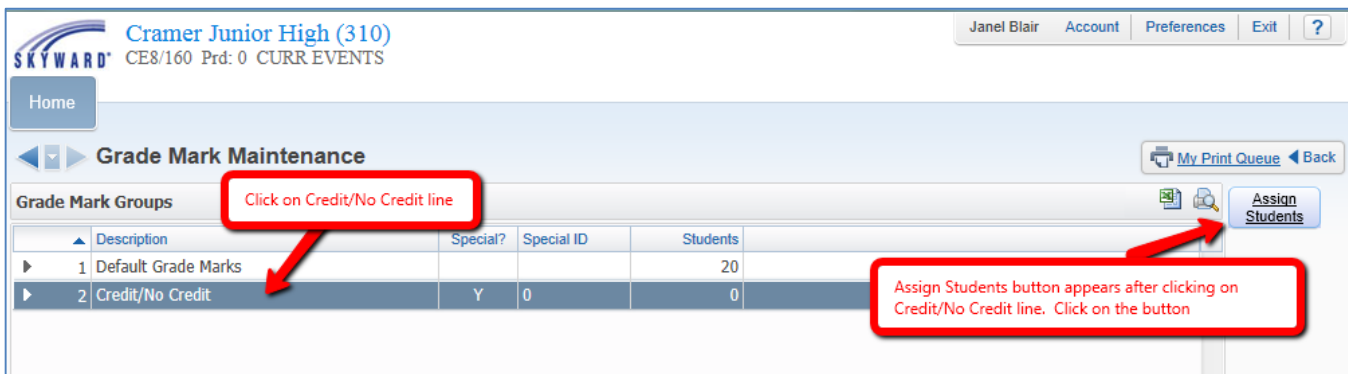 Cramer Junior High (310)
Janel Blair Account Preferences Exit ?
SKYWARD® CE8/160 Prd: 0 CURR EVENTS
Home
Grade Mark Maintenance
My Print Queue Back
Grade Mark Groups
Click on Credit/No Credit line
Assign
Students
Description Special? Special ID Students
1 Default Grade Marks 20
2 Credit/No Credit Y 0 0
Assign Students button appears after clicking on
Credit/No Credit line. Click on the button